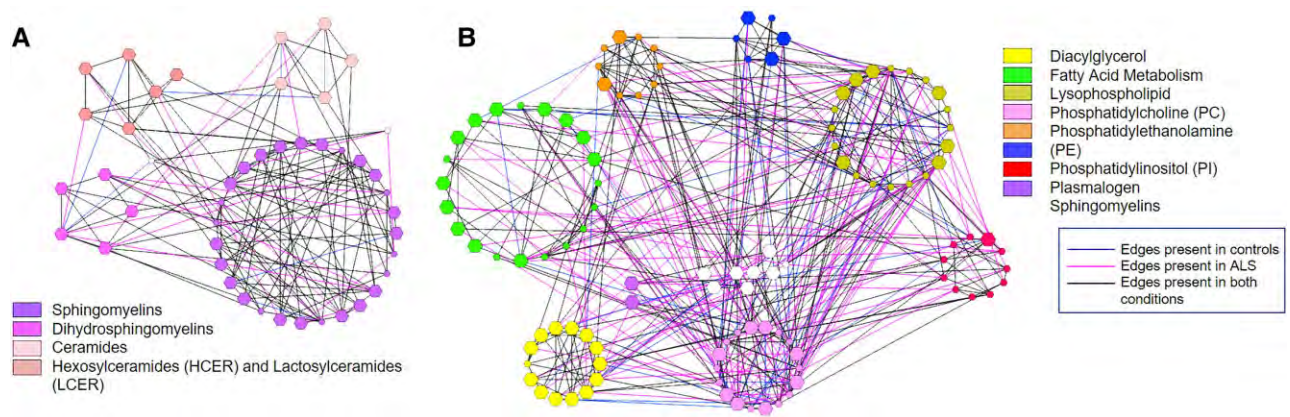 A
B
Sphingomyelins
Dihydrosphingomyelins
Ceramides
Hexosylceramides (HCER) and Lactosylceramides
(LCER)
Diacylglycerol
Fatty Acid Metabolism
Lysophospholipid
Phosphatidylcholine (PC)
Phosphatidylethanolamine
(PE)
Phosphatidylinositol (PI)
Plasmalogen
Sphingomyelins
Edges present in controls
Edges present in ALS
Edges present in both
conditions